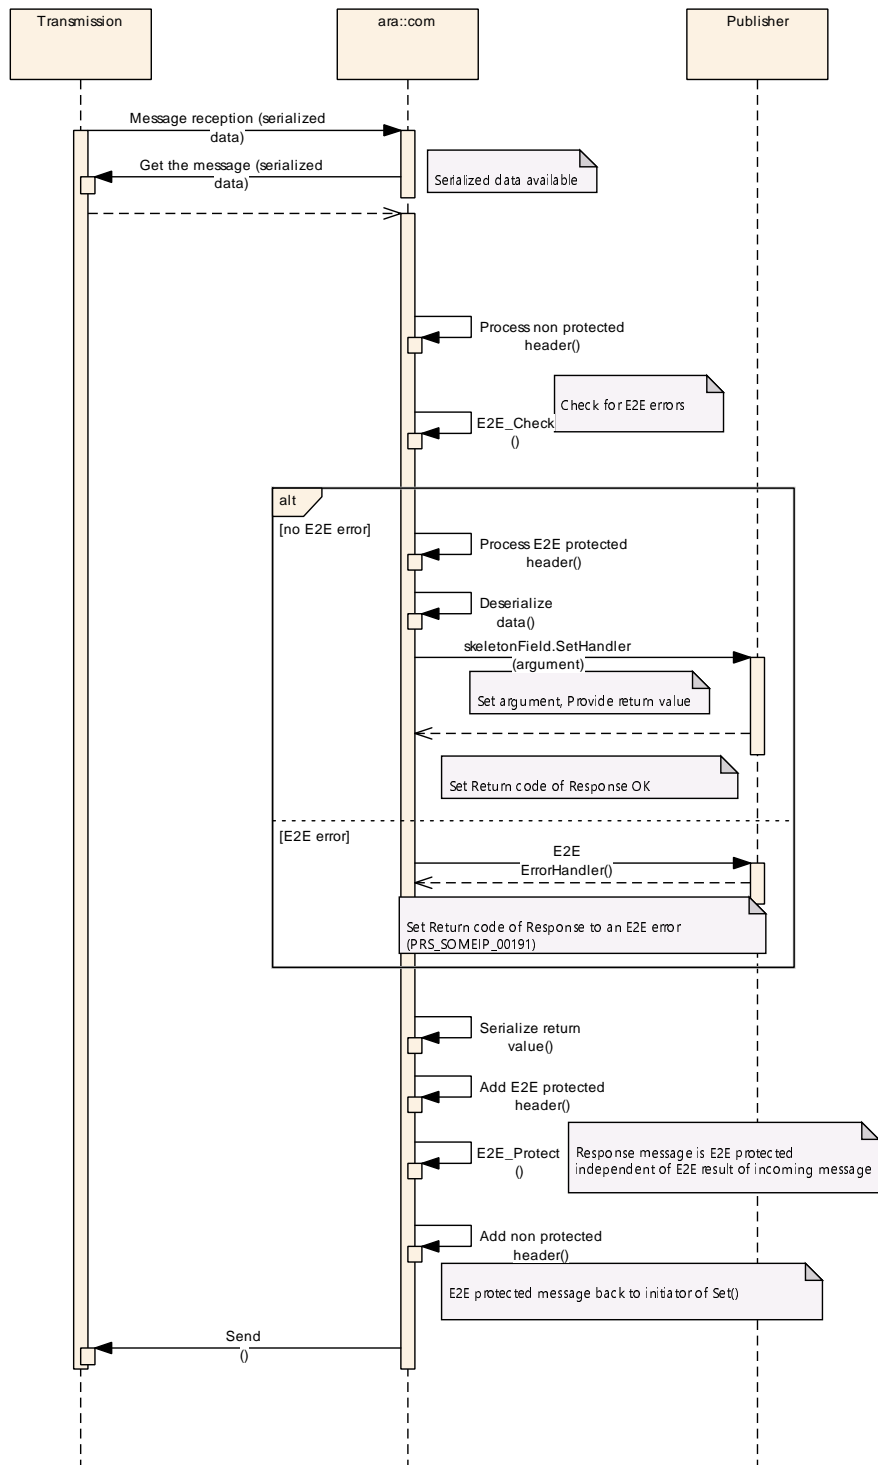 Transmission
ara::com
Publisher
Message reception (serialized
data)
Get the message (serialized
data)
Serialized data available
Process non protected
header()
Check for E2E errors
E2E_Check
()
alt
[no E2E error]
Process E2E protected
header()
Deserialize
data()
skeletonField.SetHandler
(argument)
Set argument, Provide return value
Set Return code of Response OK
[E2E error]
E2E
ErrorHandler()
Set Return code of Response to an E2E error
(PRS_SOMEIP_00191)
Serialize return
value()
Add E2E protected
header()
E2E_Protect
()
Response message is E2E protected
independent of E2E result of incoming message
Add non protected
header()
E2E protected message back to initiator of Set()
Send
()